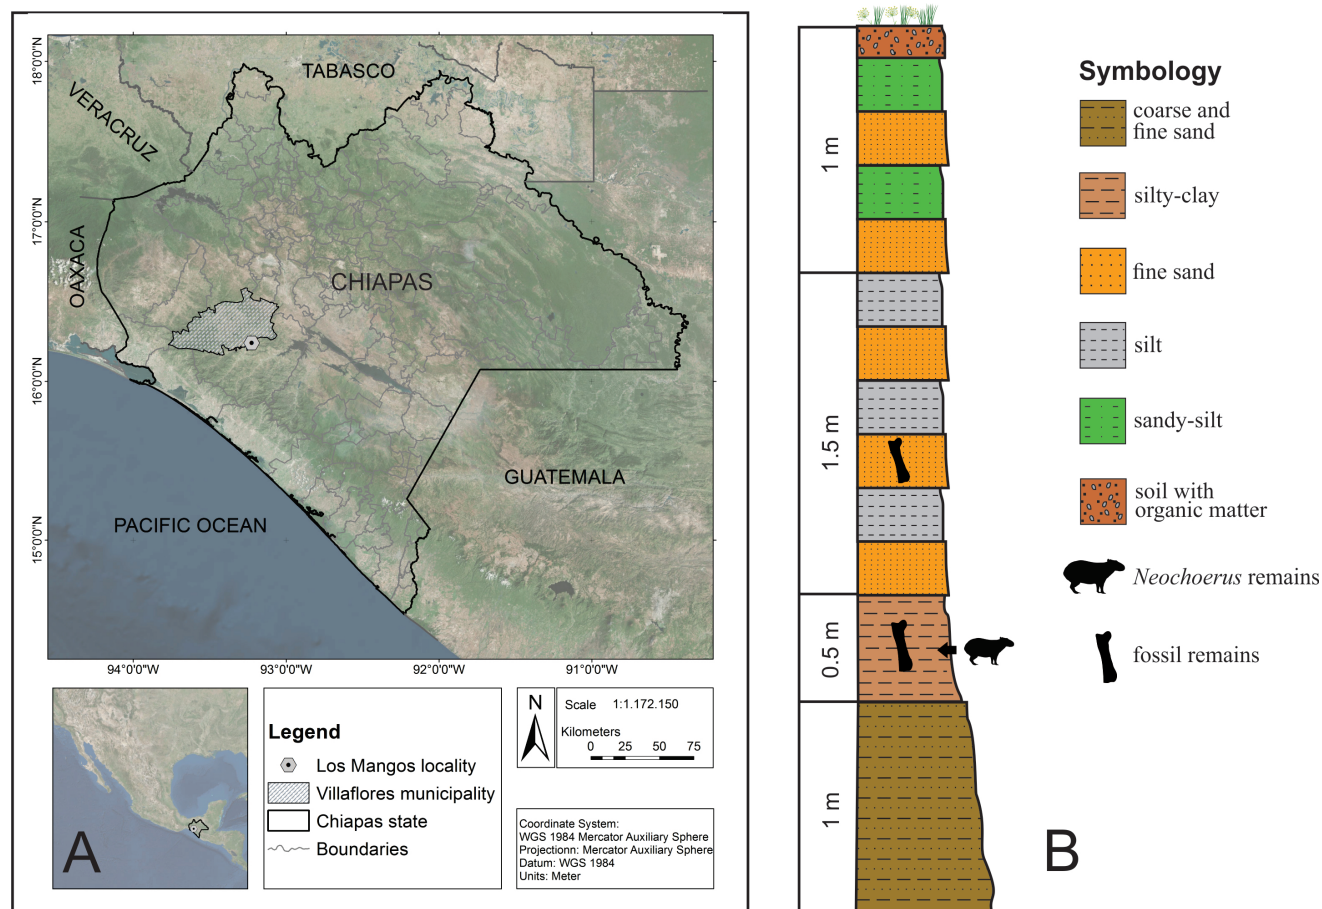 18°0'0"N
17°0'0"N
16°0'0"N
15°0'0"N
TABASCO
VERACRUZ
OAXACA
CHIAPAS
GUATEMALA
PACIFIC OCEAN
94°0'0"W
93°0'0"W
92°0'0"W
91°0'0"W
A
Legend
Los Mangos locality
Villaflores municipality
Chiapas state
Boundaries
N
Scale 1:1.172.150
Kilometers
0 25 50 75
Coordinate System:
WGS 1984 Mercator Auxiliary Sphere
Projectionn: Mercator Auxiliary Sphere
Datum: WGS 1984
Units: Meter
1 m
1.5 m
0.5 m
1 m
Symbology
coarse and
fine sand
silty-clay
fine sand
silt
sandy-silt
soil with
organic matter
Neochoerus remains
fossil remains
B